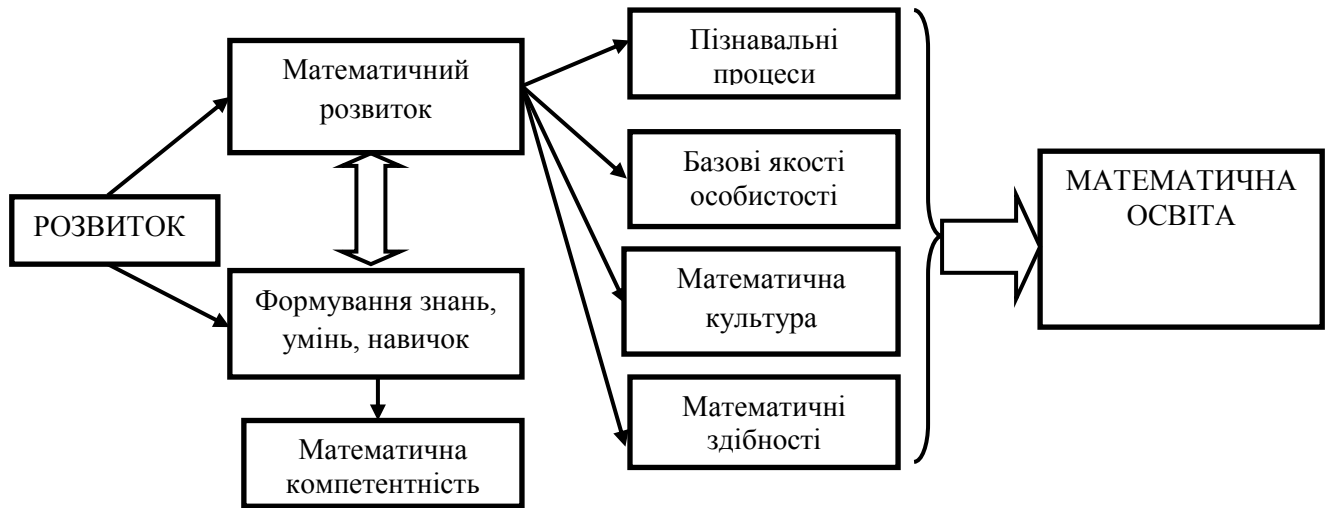 РОЗВИТОК
Математичний
розвиток
Формування знань,
умінь, навичок
Математична
компетентність
Пізнавальні
процеси
Базові якості
особистості
Математична
культура
Математичні
здібності
МАТЕМАТИЧНА
ОСВІТА